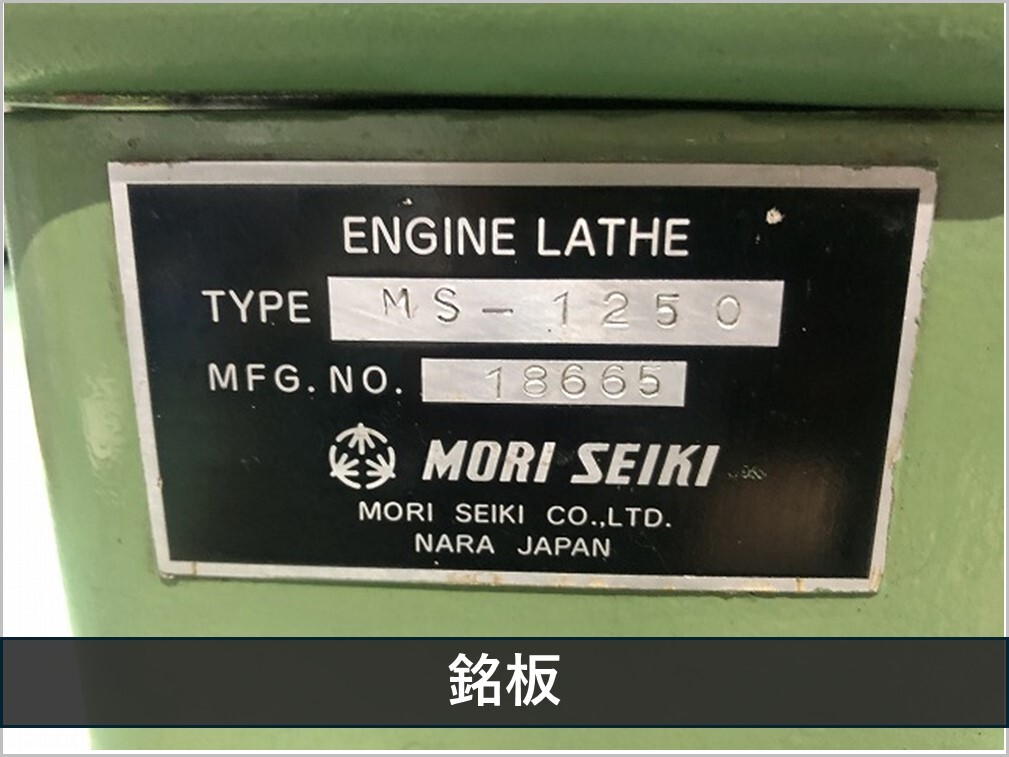 ENGINE LATHE
TYPE MS-1250
MFG. NO. 18665
MORI SEIKI
MORI SEIKI CO.,LTD.
NARA JAPAN
銘板